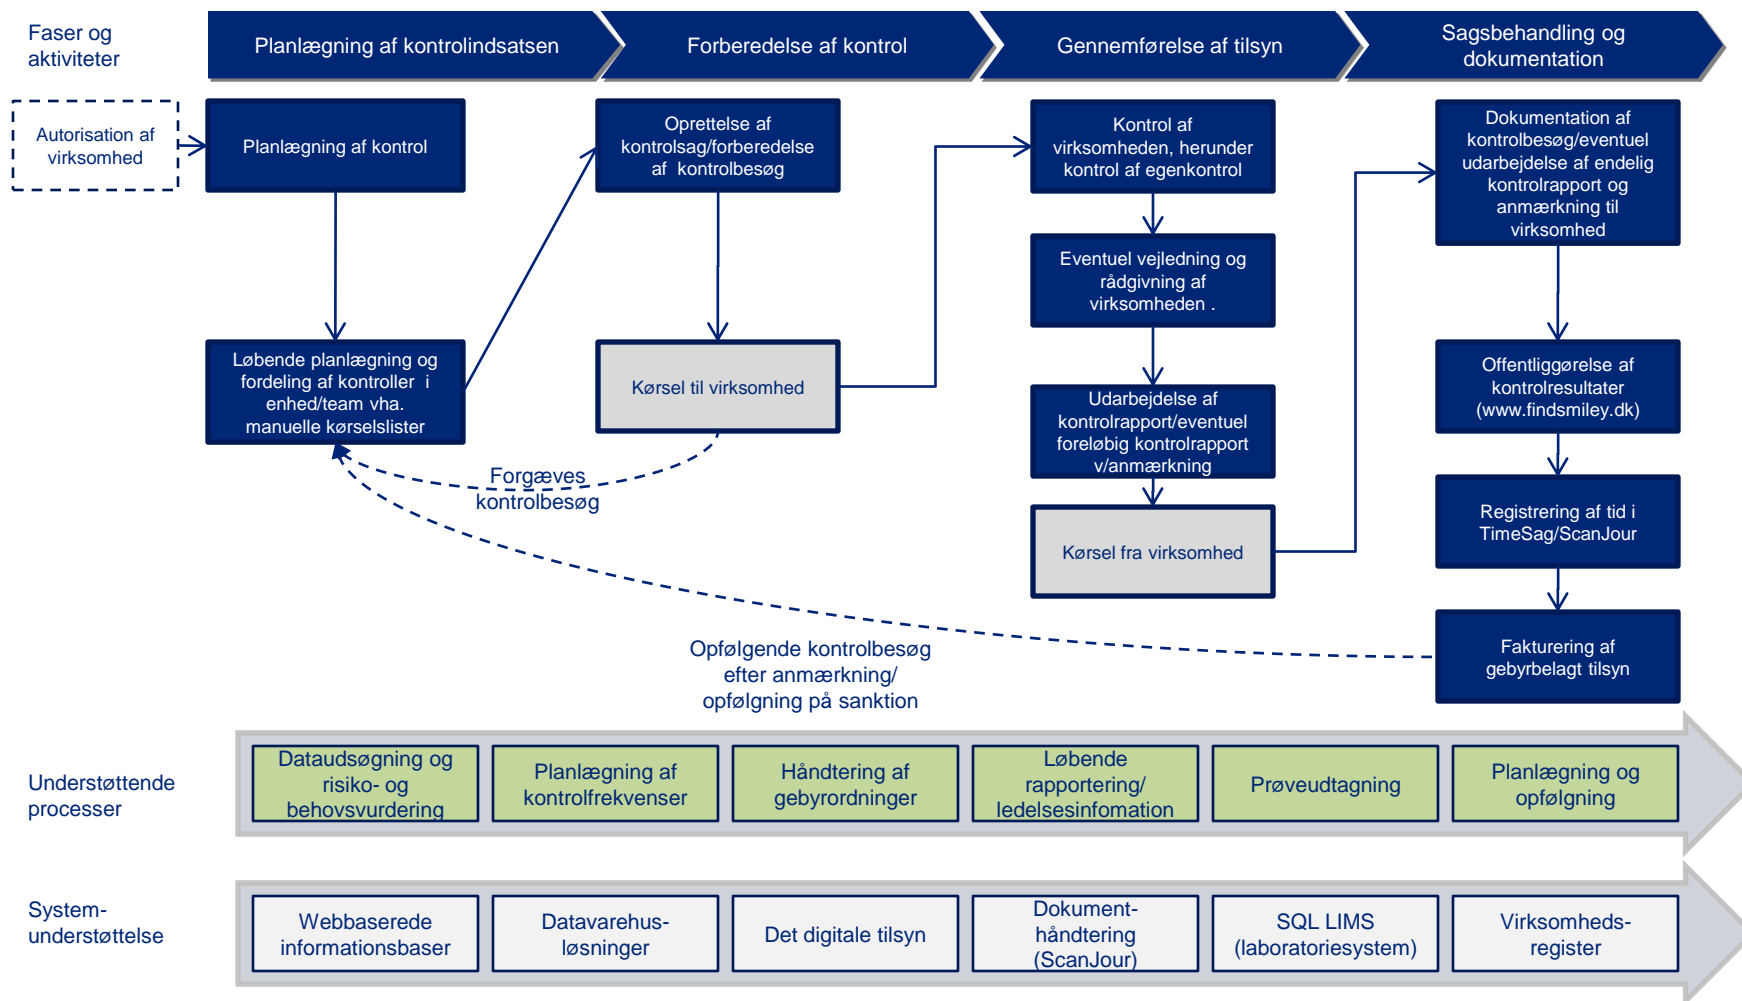 Faser og
aktiviteter
Planlægning af kontrolindsatsen
Forberedelse af kontrol
Gennemførelse af tilsyn
Sagsbehandling og
dokumentation
Autorisation af
virksomhed
Planlægning af kontrol
Løbende planlægning og
fordeling af kontroller i
enhed/team vha.
manuelle kørselslister
Oprettelse af
kontrolsag/forberedelse
af kontrolbesøg
Kørsel til virksomhed
Forgæves
kontrolbesøg
Kontrol af
virksomheden, herunder
kontrol af egenkontrol
Eventuel vejledning og
rådgivning af
virksomheden .
Udarbejdelse af
kontrolrapport/eventuel
foreløbig kontrolrapport
v/anmærkning
Kørsel fra virksomhed
Dokumentation af
kontrolbesøg/eventuel
udarbejdelse af endelig
kontrolrapport og
anmærkning til
virksomhed
Offentliggørelse af
kontrolresultater
(www.findsmiley.dk)
Registrering af tid i
TimeSag/ScanJour
Fakturering af
gebyrbelagt tilsyn
Opfølgende kontrolbesøg
efter anmærkning/
opfølgning på sanktion
Understøttende
processer
Dataudsøgning og
risiko- og
behovsvurdering
Planlægning af
kontrolfrekvenser
Håndtering af
gebyrordninger
Løbende
rapportering/
ledelsesinfomation
Prøveudtagning
Planlægning og
opfølgning
System-
understøttelse
Webbaserede
informationsbaser
Datavarehus-
løsninger
Det digitale tilsyn
Dokument-
håndtering
(ScanJour)
SQL LIMS
(laboratoriesystem)
Virksomheds-
register